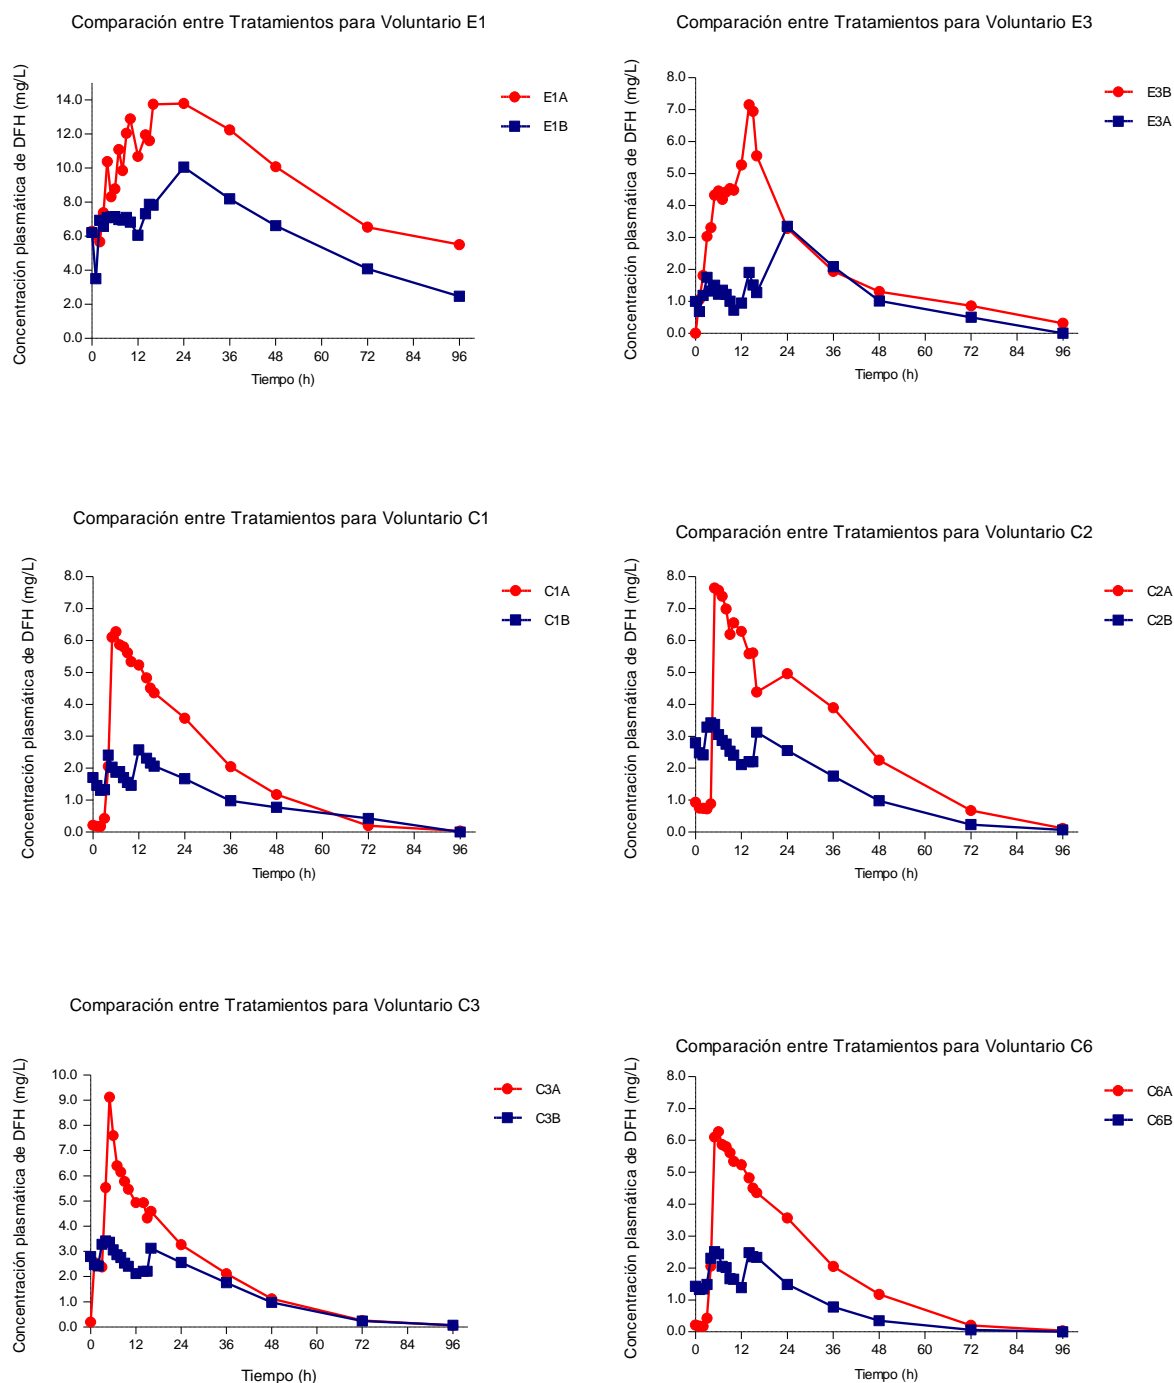 Comparación entre Tratamientos para Voluntario E1
Concentración plasmática de DFH (mg/L)
14.0
12.0
10.0
8.0
6.0
4.0
2.0
0.0
0 12 24 36 48 60 72 84 96
Tiempo (h)
E1A
E1B
Comparación entre Tratamientos para Voluntario E3
Concentración plasmática de DFH (mg/L)
8.0
7.0
6.0
5.0
4.0
3.0
2.0
1.0
0.0
0 12 24 36 48 60 72 84 96
Tiempo (h)
E3B
E3A
Comparación entre Tratamientos para Voluntario C1
Concentración plasmática de DFH (mg/L)
8.0
7.0
6.0
5.0
4.0
3.0
2.0
1.0
0.0
0 12 24 36 48 60 72 84 96
Tiempo (h)
C1A
C1B
Comparación entre Tratamientos para Voluntario C2
Concentración plasmática de DFH (mg/L)
8.0
7.0
6.0
5.0
4.0
3.0
2.0
1.0
0.0
0 12 24 36 48 60 72 84 96
Tiempo (h)
C2A
C2B
Comparación entre Tratamientos para Voluntario C3
Concentración plasmática de DFH (mg/L)
10.0
9.0
8.0
7.0
6.0
5.0
4.0
3.0
2.0
1.0
0.0
0 12 24 36 48 60 72 84 96
Tiempo (h)
C3A
C3B
Comparación entre Tratamientos para Voluntario C6
Concentración plasmática de DFH (mg/L)
8.0
7.0
6.0
5.0
4.0
3.0
2.0
1.0
0.0
0 12 24 36 48 60 72 84 96
Tiempo (h)
C6A
C6B